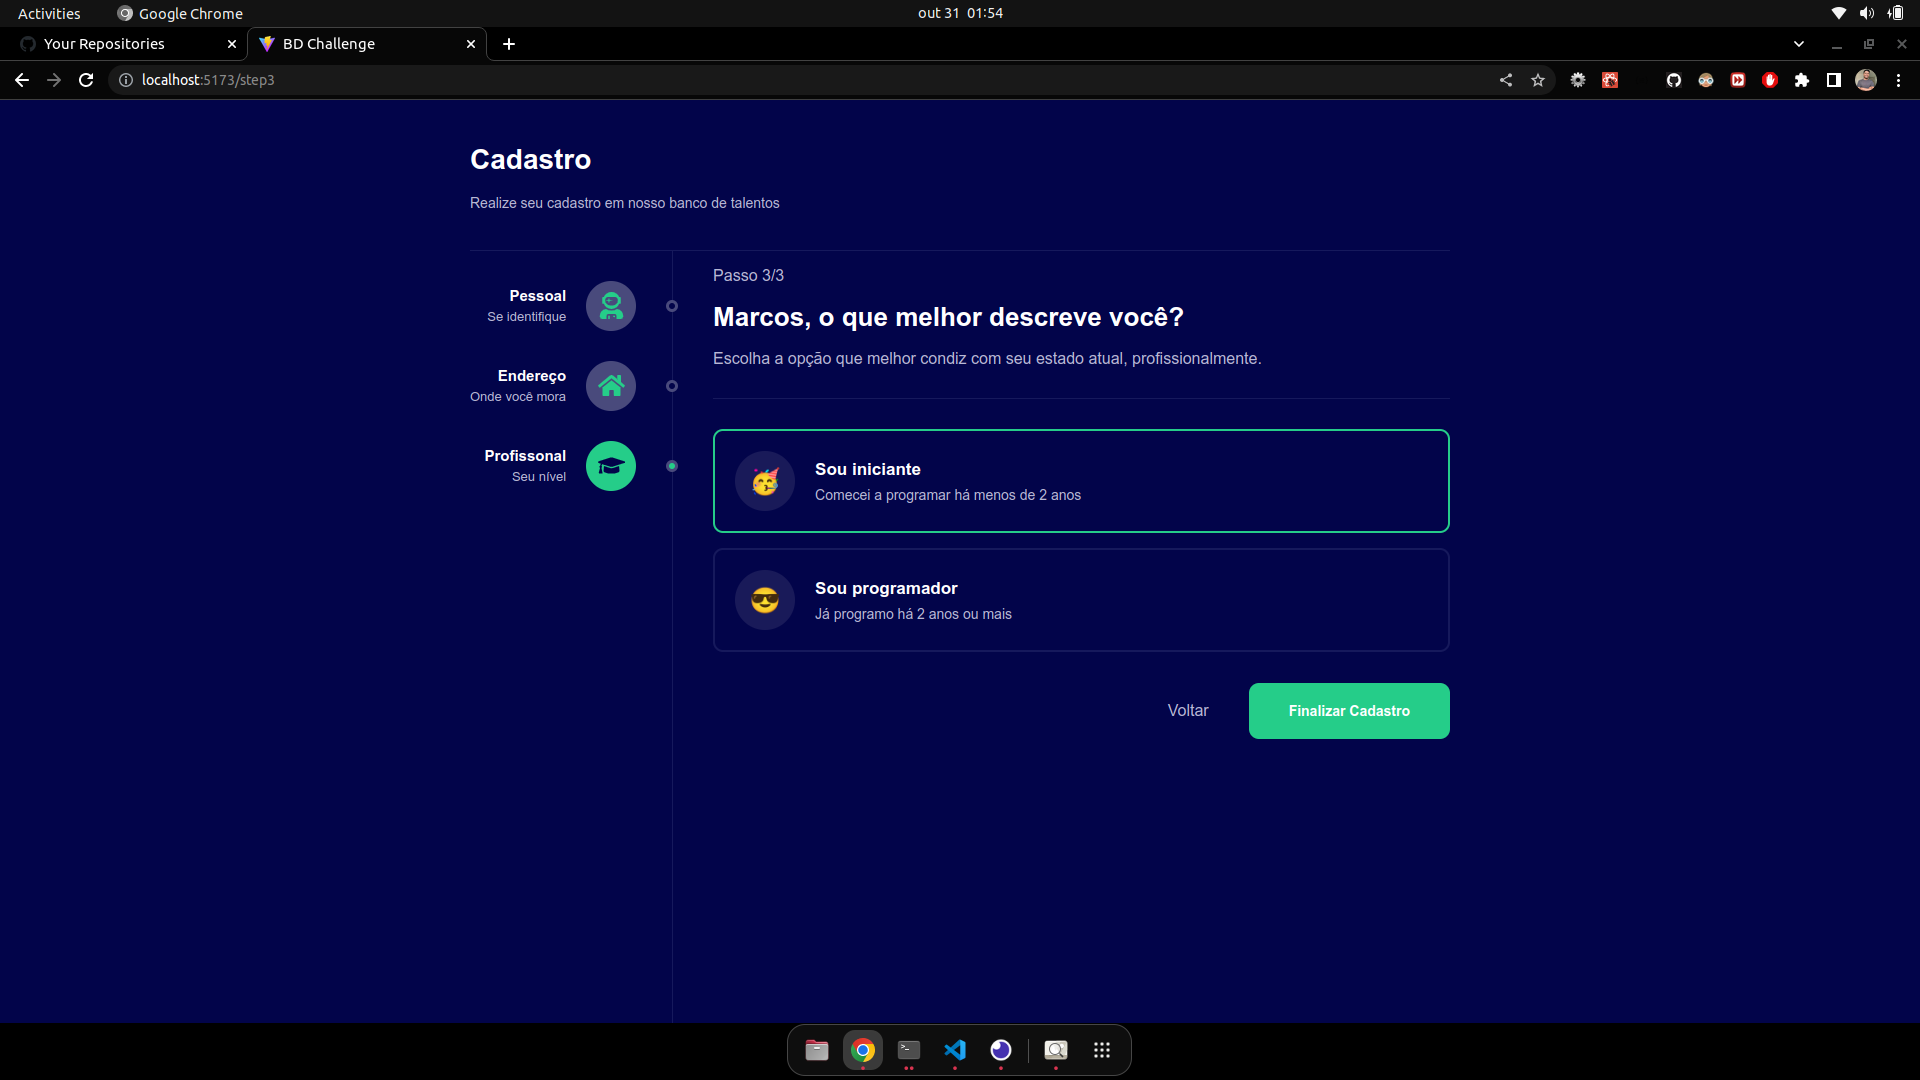 Activities
Google Chrome
out 31 01:54
Your Repositories
BD Challenge
localhost:5173/step3
Cadastro
Realize seu cadastro em nosso banco de talentos
Pessoal
Se identifique
Endereço
Onde você mora
Profissonal
Seu nível
Passo 3/3
Marcos, o que melhor descreve você?
Escolha a opção que melhor condiz com seu estado atual, profissionalmente.
Sou iniciante
Comecei a programar há menos de 2 anos
Sou programador
Já programo há 2 anos ou mais
Voltar
Finalizar Cadastro